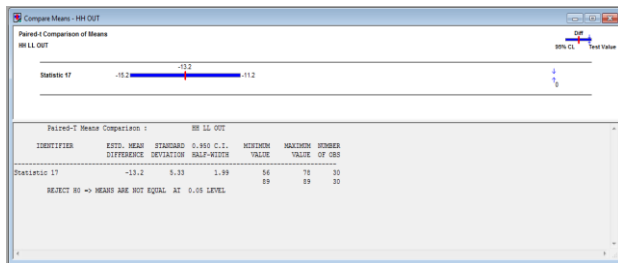 Compare Means - HH OUT
Paired-t Comparison of Means
HH LL OUT
Diff
95% CL Test Value
-13.2
Statistic 17 -15.2 -11.2
0
Paired-T Means Comparison : HH LL OUT
IDENTIFIER ESTD. MEAN STANDARD 0.950 C.I. MINIMUM MAXIMUM NUMBER
DIFFERENCE DEVIATION HALF-WIDTH VALUE VALUE OF OBS
Statistic 17 -13.2 5.33 1.99 56 78 30
89 89 30
REJECT H0 => MEANS ARE NOT EQUAL AT 0.05 LEVEL